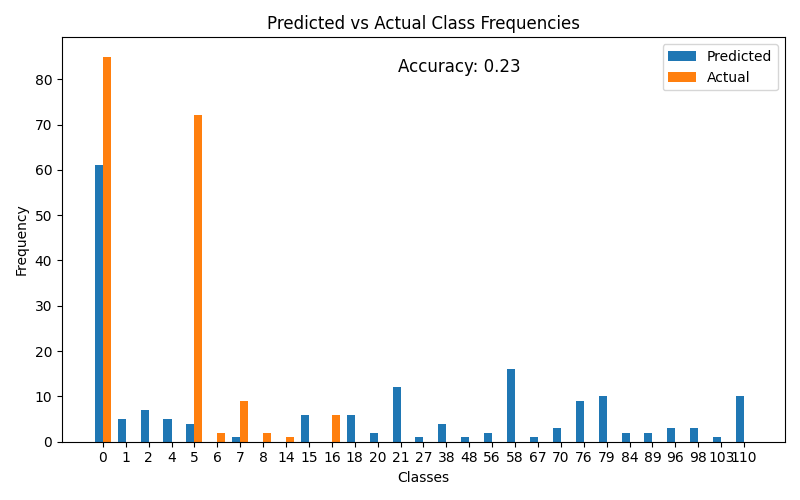 Predicted vs Actual Class Frequencies
Accuracy: 0.23
Predicted
Actual
Frequency
80
70
60
50
40
30
20
10
0
0 1 2 4 5 6 7 8 14 15 16 18 20 21 27 38 48 56 58 67 70 76 79 84 89 96 98 103 110
Classes